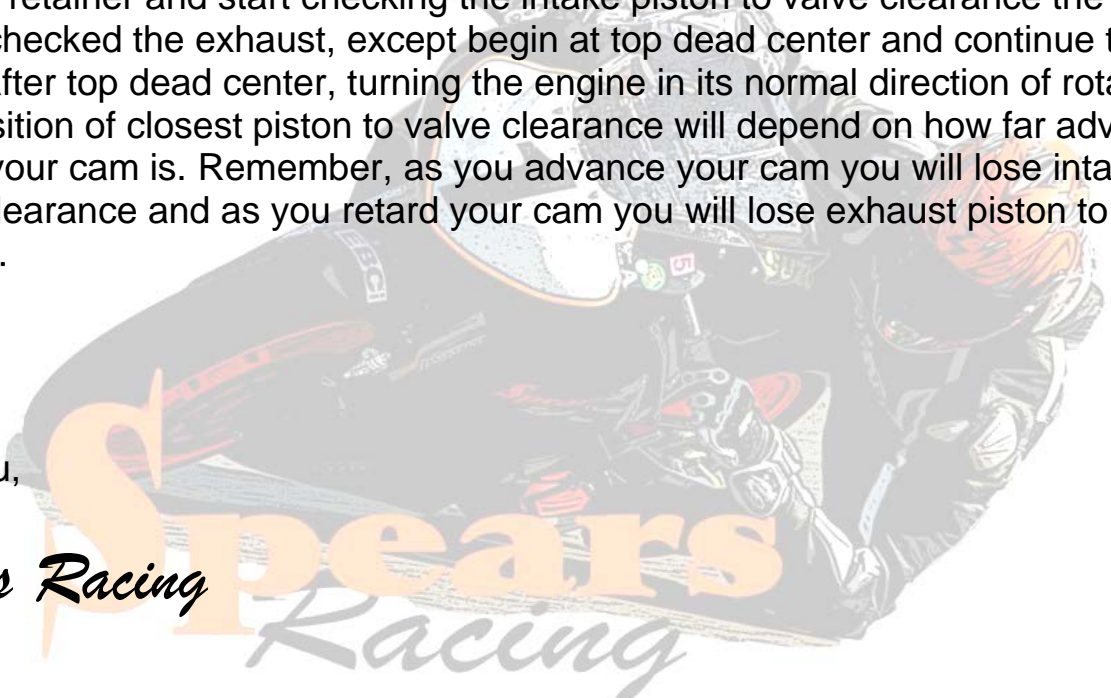 retainer and start checking the intake piston to valve clearance the
checked the exhaust, except begin at top dead center and continue
fter top dead center, turning the engine in its normal direction of rota
sition of closest piston to valve clearance will depend on how far adv
your cam is. Remember, as you advance your cam you will lose inta
learance and as you retard your cam you will lose exhaust piston to
.
u,
s Racing
Spears
Racing
EBC